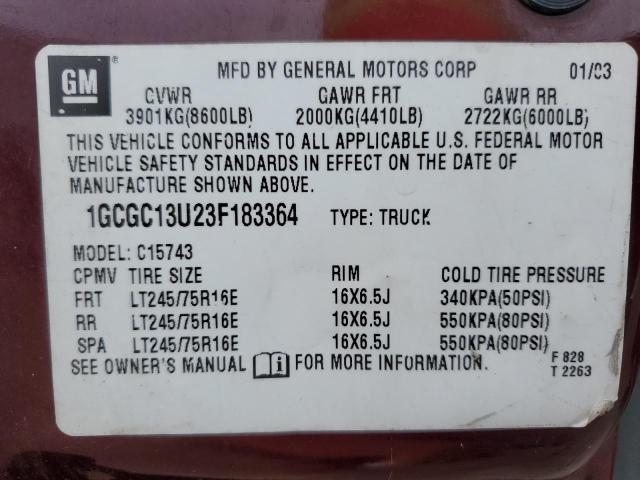 GM ®
MFD BY GENERAL MOTORS CORP 01/03
GVWR GAWR FRT GAWR RR
3901KG(8600LB) 2000KG(4410LB) 2722KG(6000LB)
THIS VEHICLE CONFORMS TO ALL APPLICABLE U.S. FEDERAL MOTOR
VEHICLE SAFETY STANDARDS IN EFFECT ON THE DATE OF
MANUFACTURE SHOWN ABOVE.
1GCGC13U23F183364 TYPE: TRUCK
MODEL: C15743
CPMV TIRE SIZE RIM COLD TIRE PRESSURE
FRT LT245/75R16E 16X6.5J 340KPA(50PSI)
RR LT245/75R16E 16X6.5J 550KPA(80PSI)
SPA LT245/75R16E 16X6.5J 550KPA(80PSI)
SEE OWNER'S MANUAL i FOR MORE INFORMATION.
F 828
T 2263